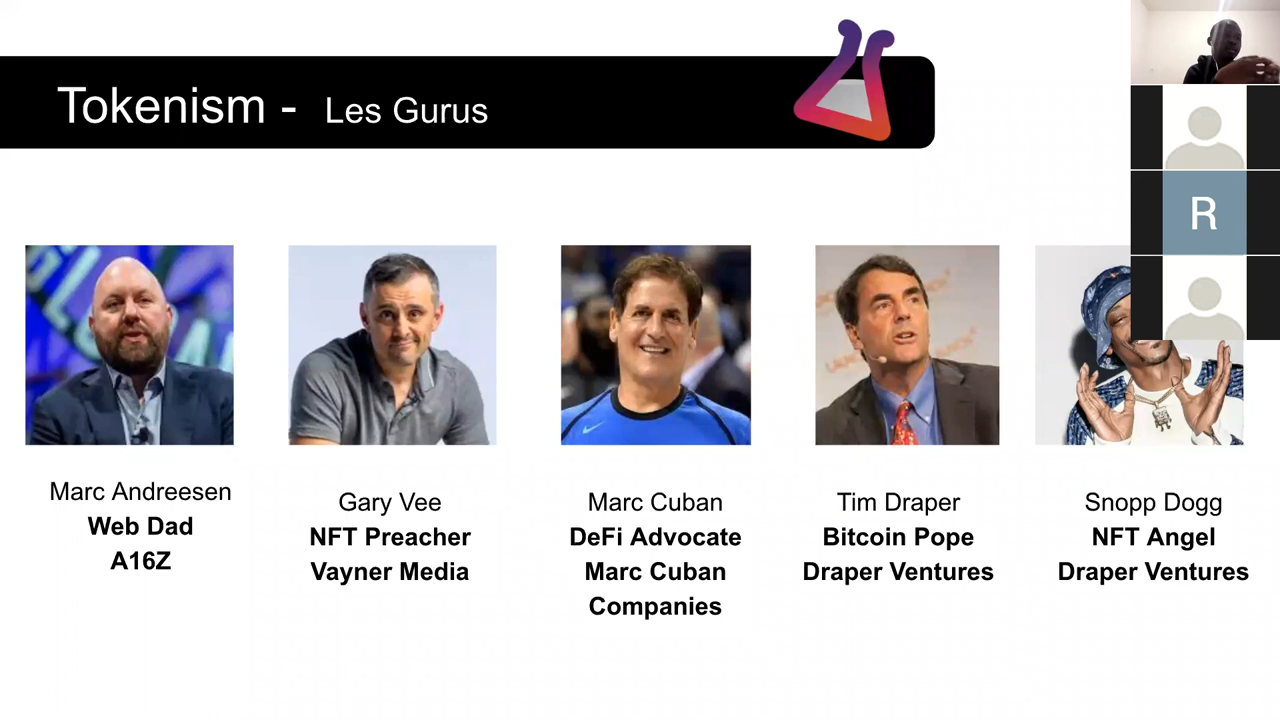 Tokenism - Les Gurus
R
Marc Andreesen
Web Dad
A16Z
Gary Vee
NFT Preacher
Vayner Media
Marc Cuban
DeFi Advocate
Marc Cuban
Companies
Tim Draper
Bitcoin Pope
Draper Ventures
Snopp Dogg
NFT Angel
Draper Ventures